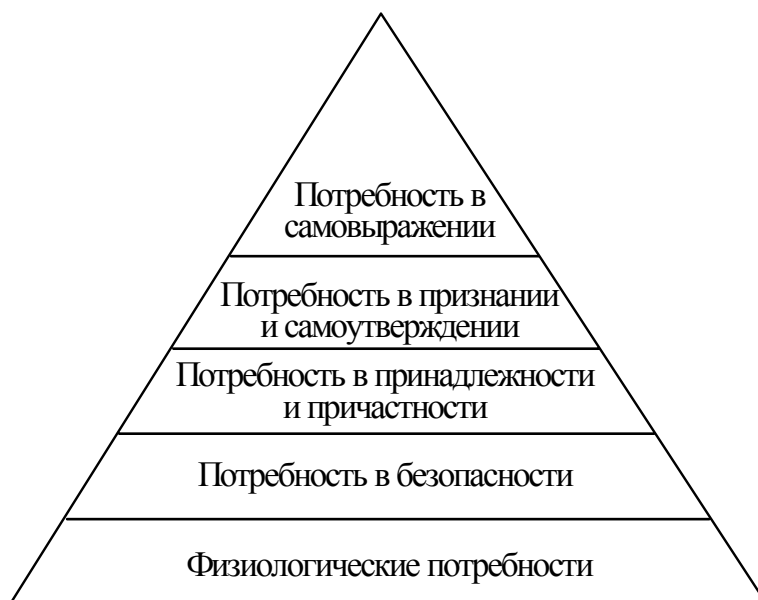 Потребность в
самовыражении
Потребность в признании
и самоутверждении
Потребность в принадлежности
и причастности
Потребность в безопасности
Физиологические потребности